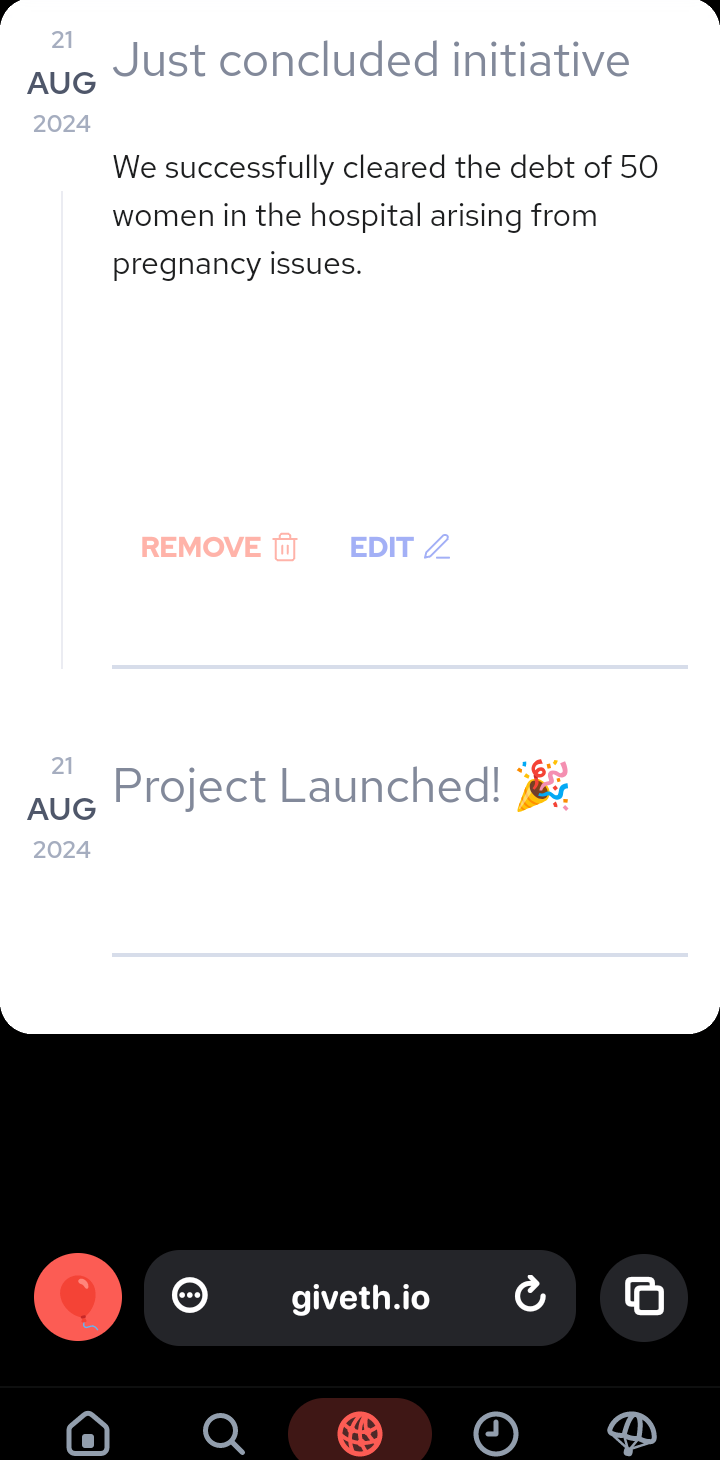 21
AUG
2024
Just concluded initiative
We successfully cleared the debt of 50
women in the hospital arising from
pregnancy issues.
REMOVE
EDIT
21
AUG
2024
Project Launched! 🎉
giveth.io